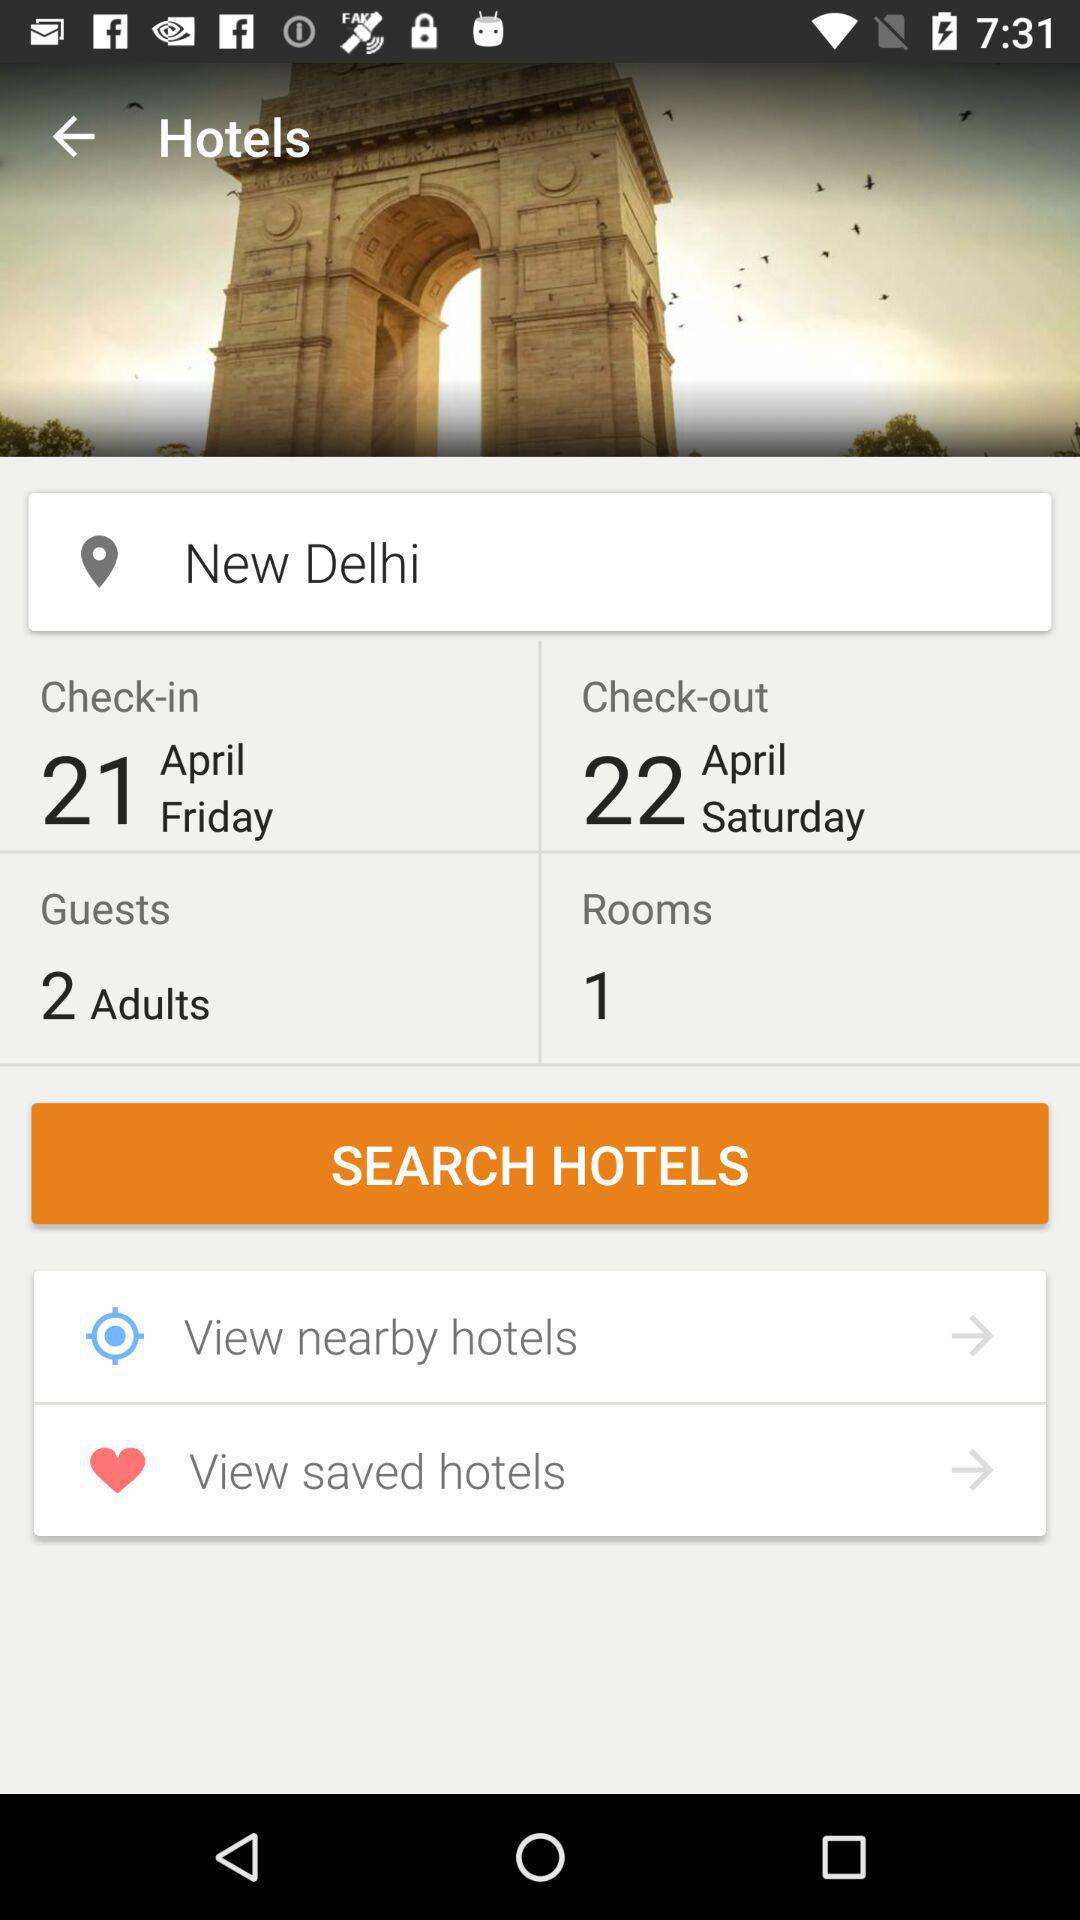 FAKE
7:31
Hotels
New Delhi
Check-in
Check-out
21 April Friday
22 April Saturday
Guests
Rooms
2 Adults
1
SEARCH HOTELS
View nearby hotels
View saved hotels